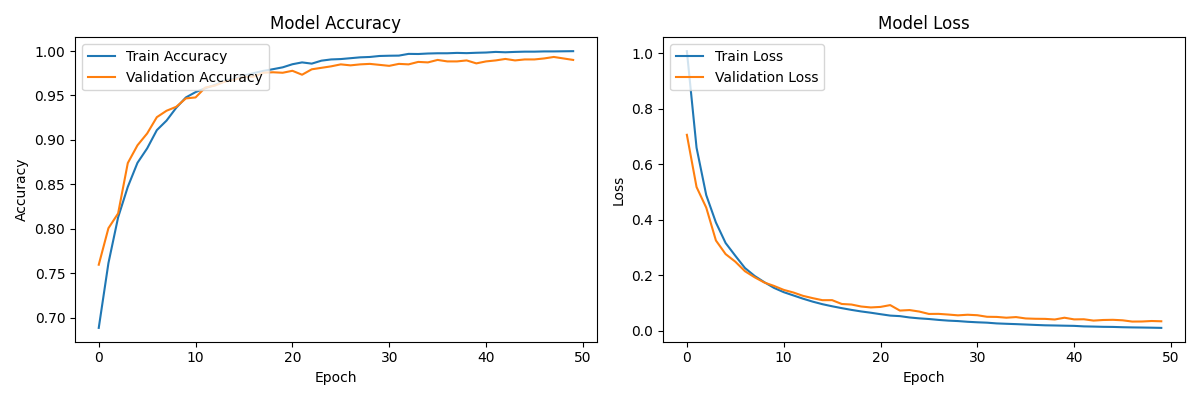 Model Accuracy
Train Accuracy
Validation Accuracy
1.00
0.95
0.90
0.85
0.80
0.75
0.70
Accuracy
0
10
20
30
40
50
Epoch
Model Loss
Train Loss
Validation Loss
1.0
0.8
0.6
0.4
0.2
0.0
Loss
0
10
20
30
40
50
Epoch